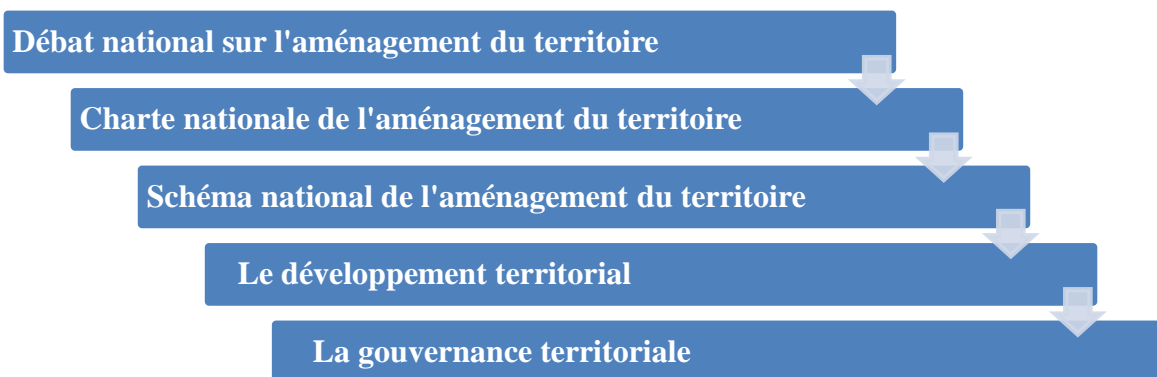 Débat national sur l'aménagement du territoire
Charte nationale de l'aménagement du territoire
Schéma national de l'aménagement du territoire
Le développement territorial
La gouvernance territoriale